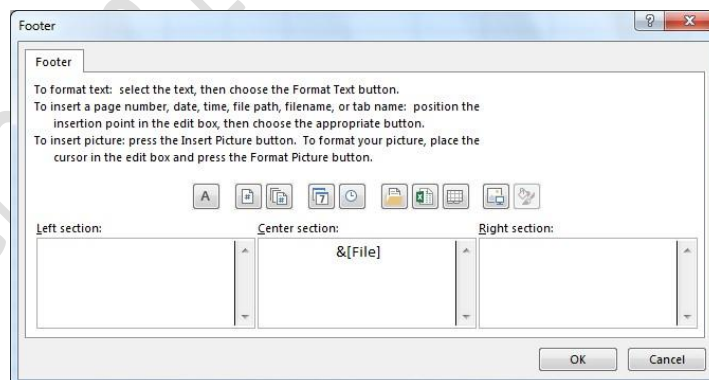 Footer
Footer
To format text: select the text, then choose the Format Text button.
To insert a page number, date, time, file path, filename, or tab name: position the
insertion point in the edit box, then choose the appropriate button.
To insert picture: press the Insert Picture button. To format your picture, place the
cursor in the edit box and press the Format Picture button.
A # # 7
Left section: Center section: Right section:
&[File]
OK Cancel